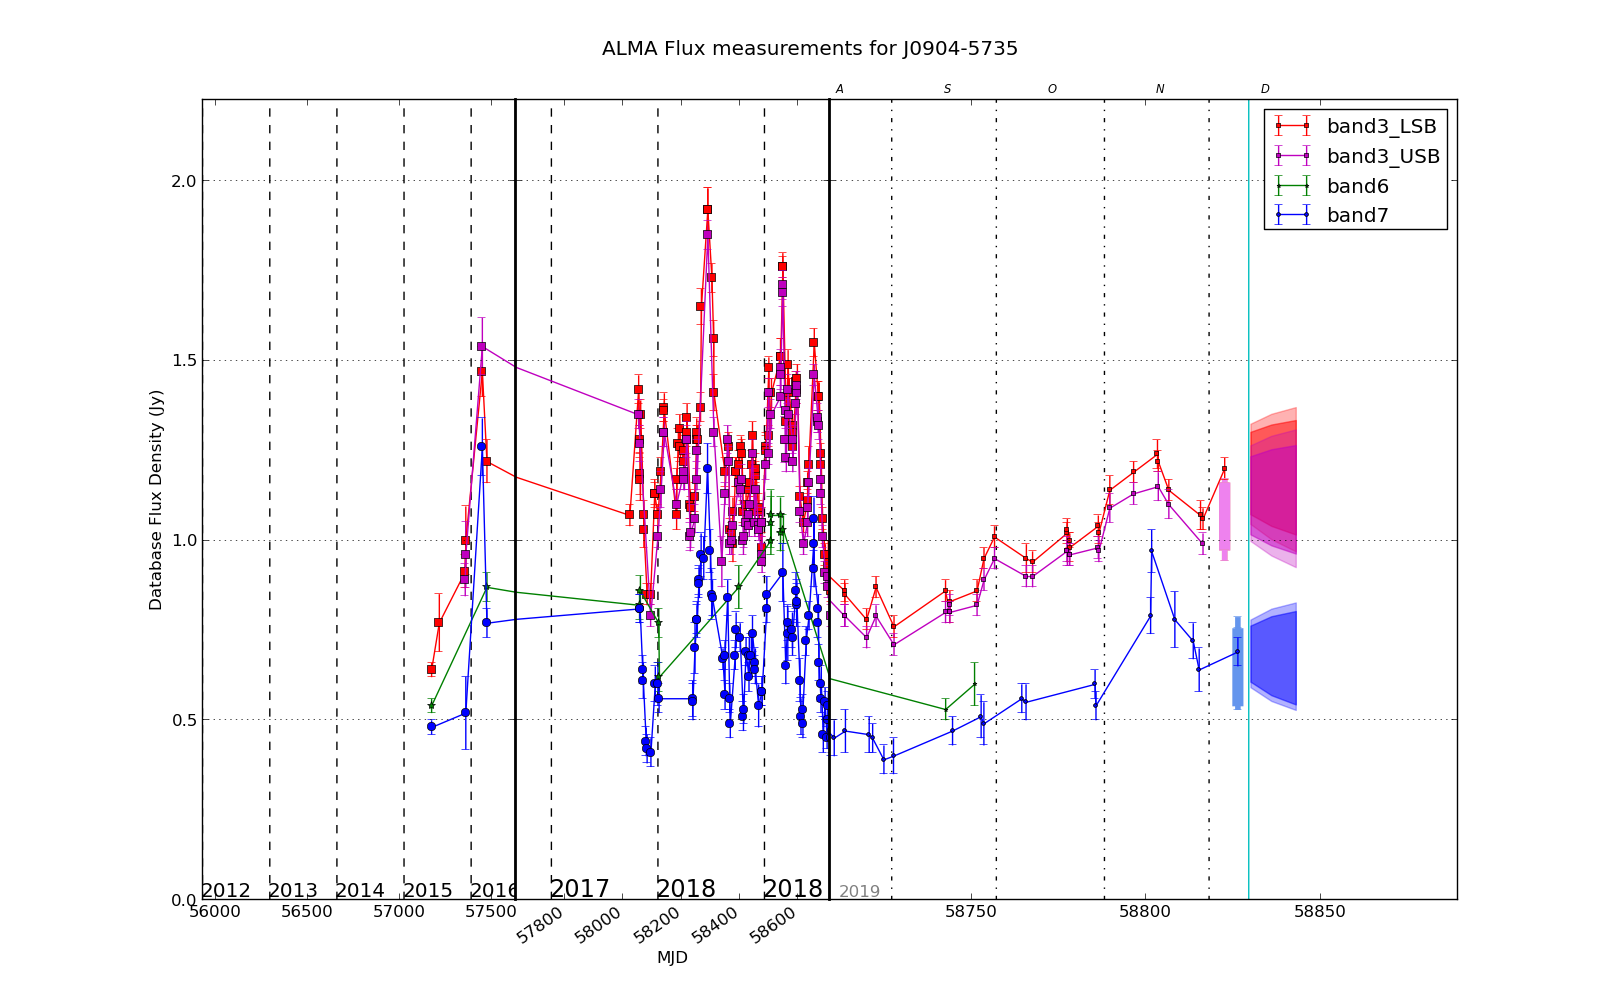 ALMA Flux measurements for J0904-5735
A S O N D
band3_LSB
band3_USB
band6
band7
2.0
1.5
1.0
0.5
0.0
Database Flux Density (Jy)
2012 2013 2014 2015 2016 2017 2018 2018 2019
56000 56500 57000 57500 57800 58000 58200 58400 58600 58750 58800 58850
MJD